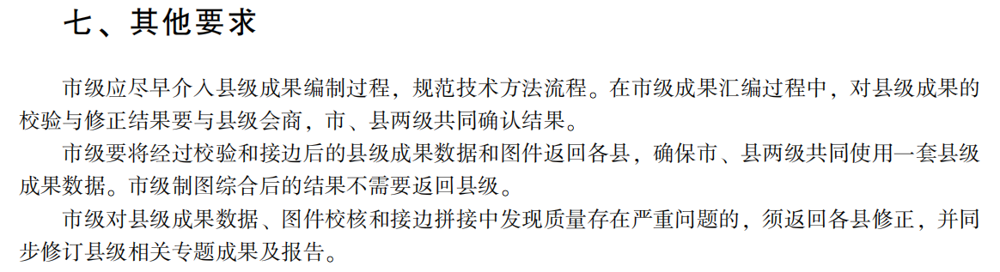 七、其他要求
市级应尽早介入县级成果编制过程，规范技术方法流程。在市级成果汇编过程中，对县级成果的
校验与修正结果要与县级会商，市、县两级共同确认结果。
市级要将经过校验和接边后的县级成果数据和图件返回各县，确保市、县两级共同使用一套县级
成果数据。市级制图综合后的结果不需要返回县级。
市级对县级成果数据、图件校核和接边拼接中发现质量存在严重问题的，须返回各县修正，并同
步修订县级相关专题成果及报告。